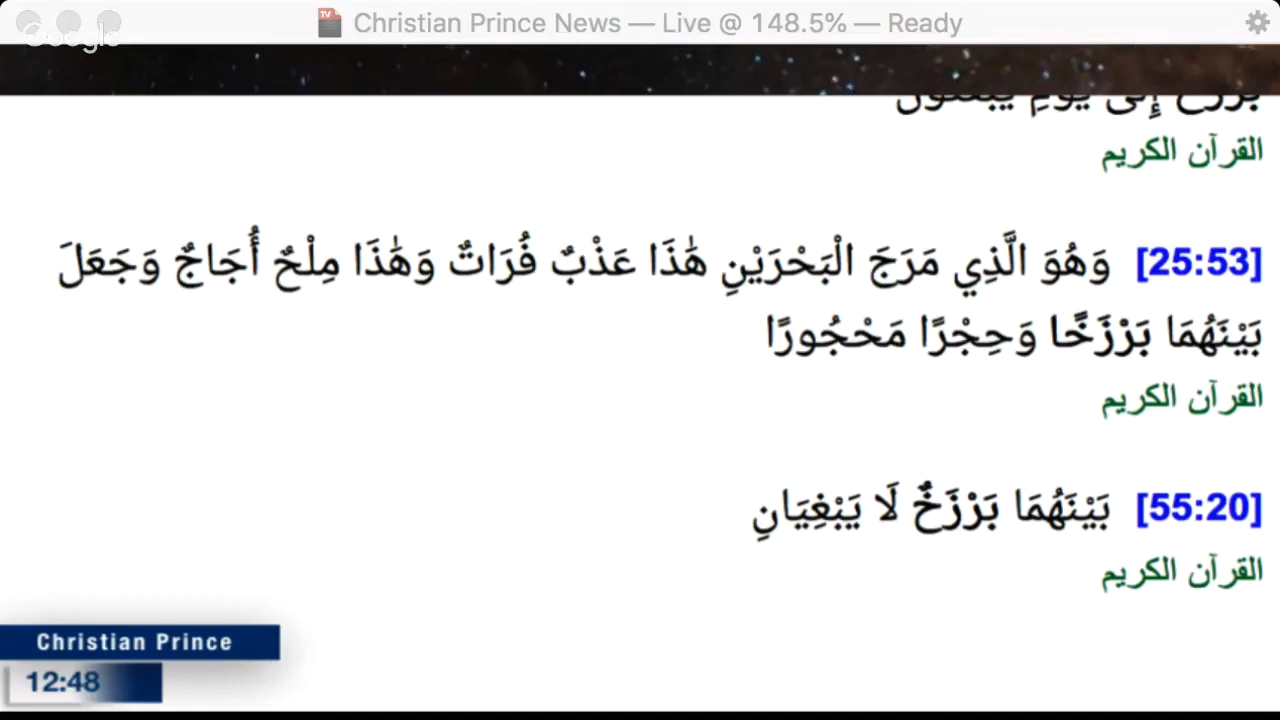 Christian Prince News — Live @ 148.5% — Ready
Google
القرآن الكريم
[25:53] وَهُوَ الَّذِي مَرَجَ الْبَحْرَيْنِ هَٰذَا عَذْبٌ فُرَاتٌ وَهَٰذَا مِلْحٌ أُجَاجٌ وَجَعَلَ
بَيْنَهُمَا بَرْزَخًا وَحِجْرًا مَحْجُورًا
القرآن الكريم
[55:20] بَيْنَهُمَا بَرْزَخٌ لَا يَبْغِيَانِ
القرآن الكريم
Christian Prince
12:48